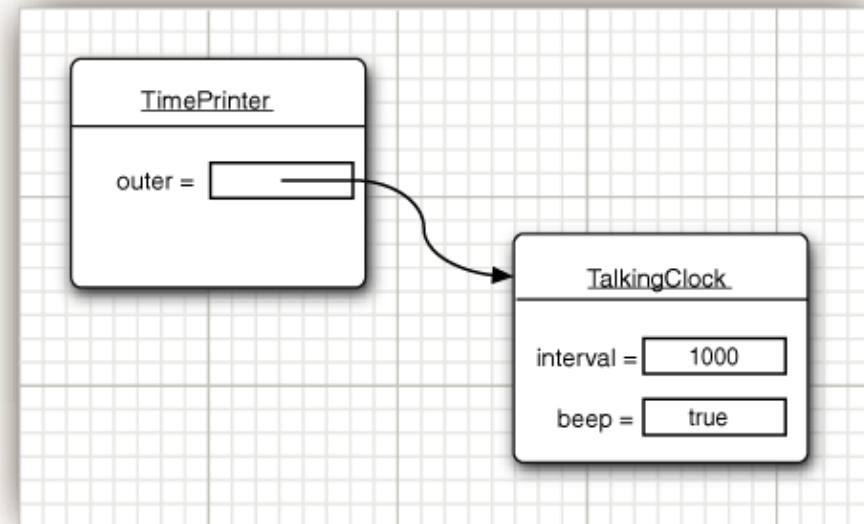 TimePrinter
outer =
TalkingClock
interval = 1000
beep = true